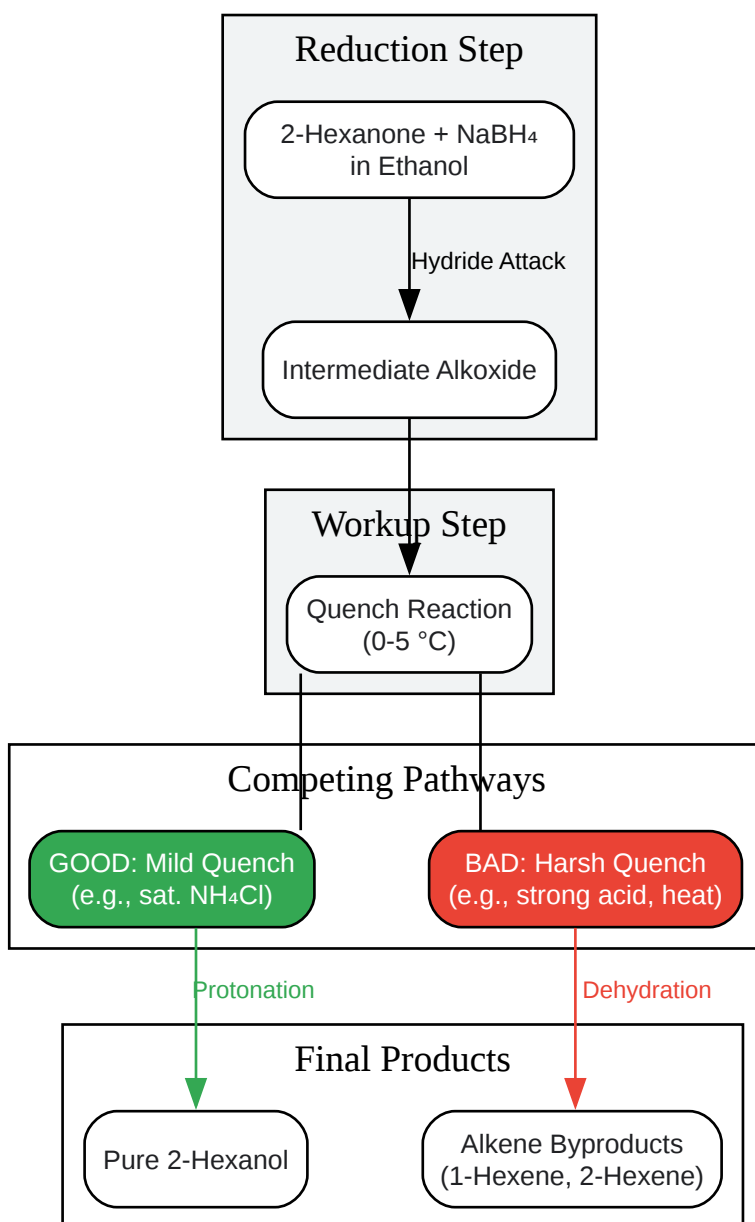 Reduction Step
2-Hexanone + NaBH₄
in Ethanol
Hydride Attack
Intermediate Alkoxide
Workup Step
Quench Reaction
(0-5 °C)
Competing Pathways
GOOD: Mild Quench
(e.g., sat. NH₄Cl)
BAD: Harsh Quench
(e.g., strong acid, heat)
Protonation
Dehydration
Final Products
Pure 2-Hexanol
Alkene Byproducts
(1-Hexene, 2-Hexene)